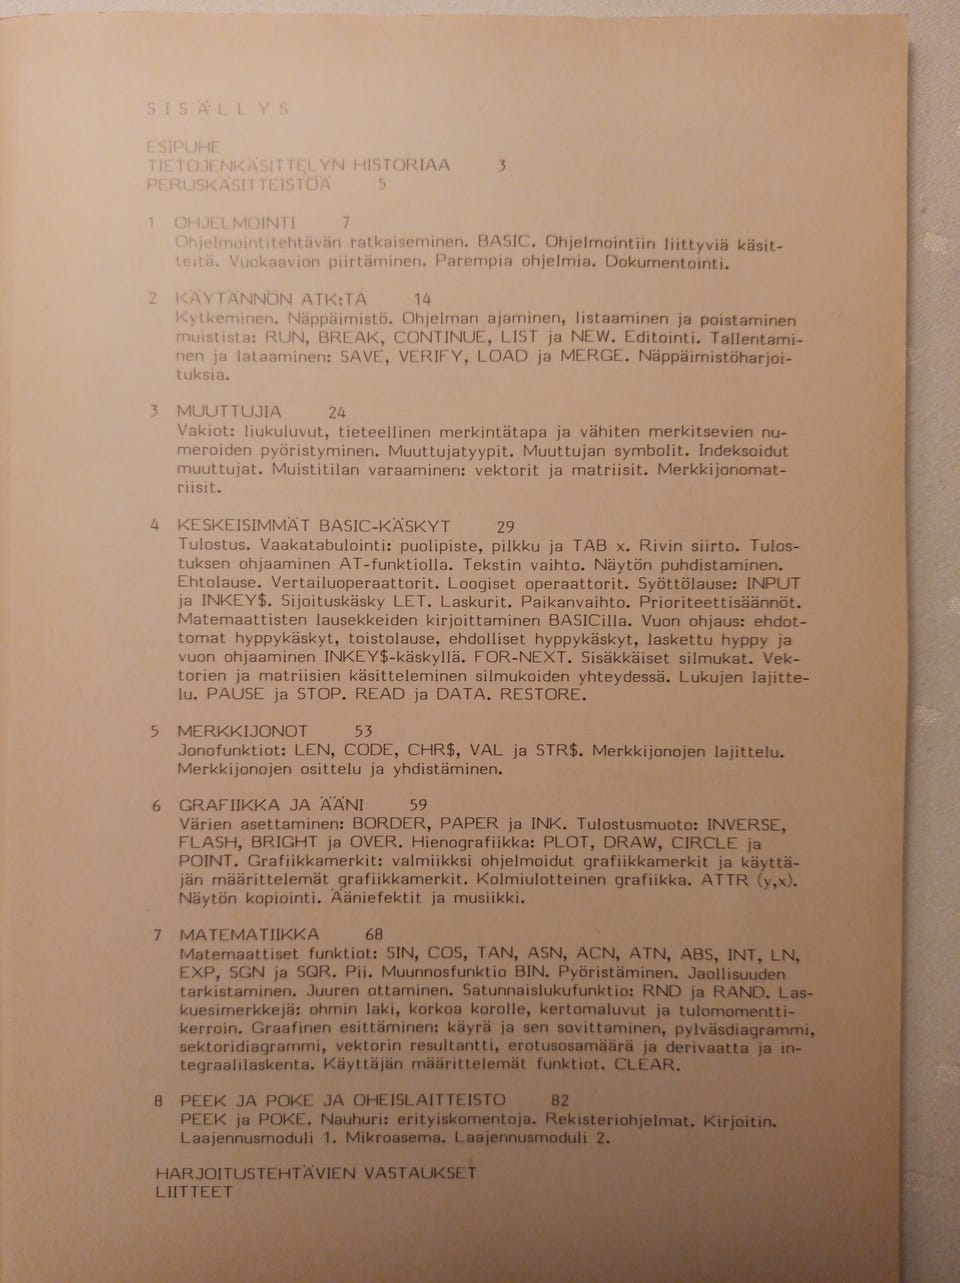 SISÄLLYS
ESIPUHE
TIETOJENKÄSITTELYN HISTORIAA 3
PERUSKÄSITTEISTÖÄ 5
1 OHJELMOINTI 7
Ohjelmointitehtävän ratkaiseminen. BASIC. Ohjelmointiin liittyviä käsit-
teitä. Vuokaavion piirtäminen. Parempia ohjelmia. Dokumentointi.
2 KÄYTÄNNÖN ATK:TA 14
Kytkeminen. Näppäimistö. Ohjelman ajaminen, listaaminen ja poistaminen
muistista: RUN, BREAK, CONTINUE, LIST ja NEW. Editointi. Tallentami-
nen ja lataaminen: SAVE, VERIFY, LOAD ja MERGE. Näppäimistöharjoi-
tuksia.
3 MUUTTUJIA 24
Vakiot: liukuluvut, tieteellinen merkintätapa ja vähiten merkitsevien nu-
meroiden pyöristyminen. Muuttujatyypit. Muuttujan symbolit. Indeksoidut
muuttujat. Muistitilan varaaminen: vektorit ja matriisit. Merkkijonomat-
riisit.
4 KESKEISIMMÄT BASIC-KÄSKYT 29
Tulostus. Vaakatabulointi: puolipiste, pilkku ja TAB x. Rivin siirto. Tulos-
tuksen ohjaaminen AT-funktiolla. Tekstin vaihto. Näytön puhdistaminen.
Ehtolause. Vertailuoperaattorit. Loogiset operaattorit. Syöttölause: INPUT
ja INKEY$. Sijoituskäsky LET. Laskurit. Paikanvaihto. Prioriteettisäännöt.
Matemaattisten lausekkeiden kirjoittaminen BASICilla. Vuon ohjaus: ehdot-
tomat hyppykäskyt, toistolause, ehdolliset hyppykäskyt, laskettu hyppy ja
vuon ohjaaminen INKEY$-käskyllä. FOR-NEXT. Sisäkkäiset silmukat. Vek-
torien ja matriisien käsitteleminen silmukoiden yhteydessä. Lukujen lajitte-
lu. PAUSE ja STOP. READ ja DATA. RESTORE.
5 MERKKIJONOT 53
Jonofunktiot: LEN, CODE, CHR$, VAL ja STR$. Merkkijonojen lajittelu.
Merkkijonojen osittelu ja yhdistäminen.
6 GRAFIIKKA JA ÄÄNI 59
Värien asettaminen: BORDER, PAPER ja INK. Tulostusmuoto: INVERSE,
FLASH, BRIGHT ja OVER. Hienografiikka: PLOT, DRAW, CIRCLE ja
POINT. Grafiikkamerkit: valmiiksi ohjelmoidut grafiikkamerkit ja käyttä-
jän määrittelemät grafiikkamerkit. Kolmiulotteinen grafiikka. ATTR (y,x).
Näytön kopiointi. Ääniefektit ja musiikki.
7 MATEMATIIKKA 68
Matemaattiset funktiot: SIN, COS, TAN, ASN, ACN, ATN, ABS, INT, LN,
EXP, SGN ja SQR. Pii. Muunnosfunktio BIN. Pyöristäminen. Jaollisuuden
tarkistaminen. Juuren ottaminen. Satunnaislukufunktio: RND ja RAND. Las-
kuesimerkkejä: ohmin laki, korkoa korolle, kertomaluvut ja tulomomentti-
kerroin. Graafinen esittäminen: käyrä ja sen sovittaminen, pylväsdiagrammi,
sektoridiagrammi, vektorin resultantti, erotusosamäärä ja derivaatta ja in-
tegraalilaskenta. Käyttäjän määrittelemät funktiot. CLEAR.
8 PEEK JA POKE JA OHEISLAITTEISTO 82
PEEK ja POKE. Nauhuri: erityiskomentoja. Rekisteriohjelmat. Kirjoitin.
Laajennusmoduli 1. Mikroasema. Laajennusmoduli 2.
HARJOITUSTEHTÄVIEN VASTAUKSET
LIITTEET